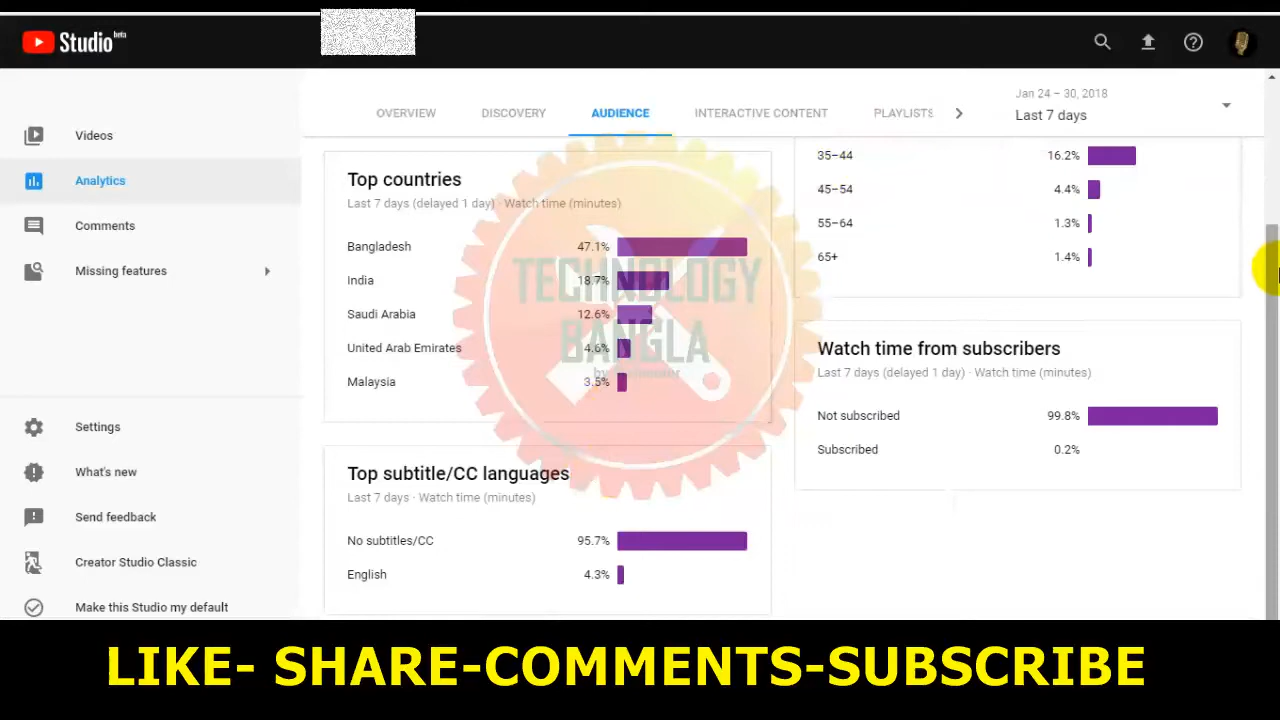 Studio beta
OVERVIEW DISCOVERY AUDIENCE INTERACTIVE CONTENT PLAYLISTS
Jan 24 – 30, 2018
Last 7 days
Videos
Analytics
Comments
Missing features
Settings
What's new
Send feedback
Creator Studio Classic
Make this Studio my default
Top countries
Last 7 days (delayed 1 day) · Watch time (minutes)
Bangladesh 47.1%
India 18.7%
Saudi Arabia 12.6%
United Arab Emirates 4.6%
Malaysia 3.5%
Top subtitle/CC languages
Last 7 days · Watch time (minutes)
No subtitles/CC 95.7%
English 4.3%
35–44 16.2%
45–54 4.4%
55–64 1.3%
65+ 1.4%
Watch time from subscribers
Last 7 days (delayed 1 day) · Watch time (minutes)
Not subscribed 99.8%
Subscribed 0.2%
TECHNOLOGY
BANGLA
LIKE- SHARE-COMMENTS-SUBSCRIBE